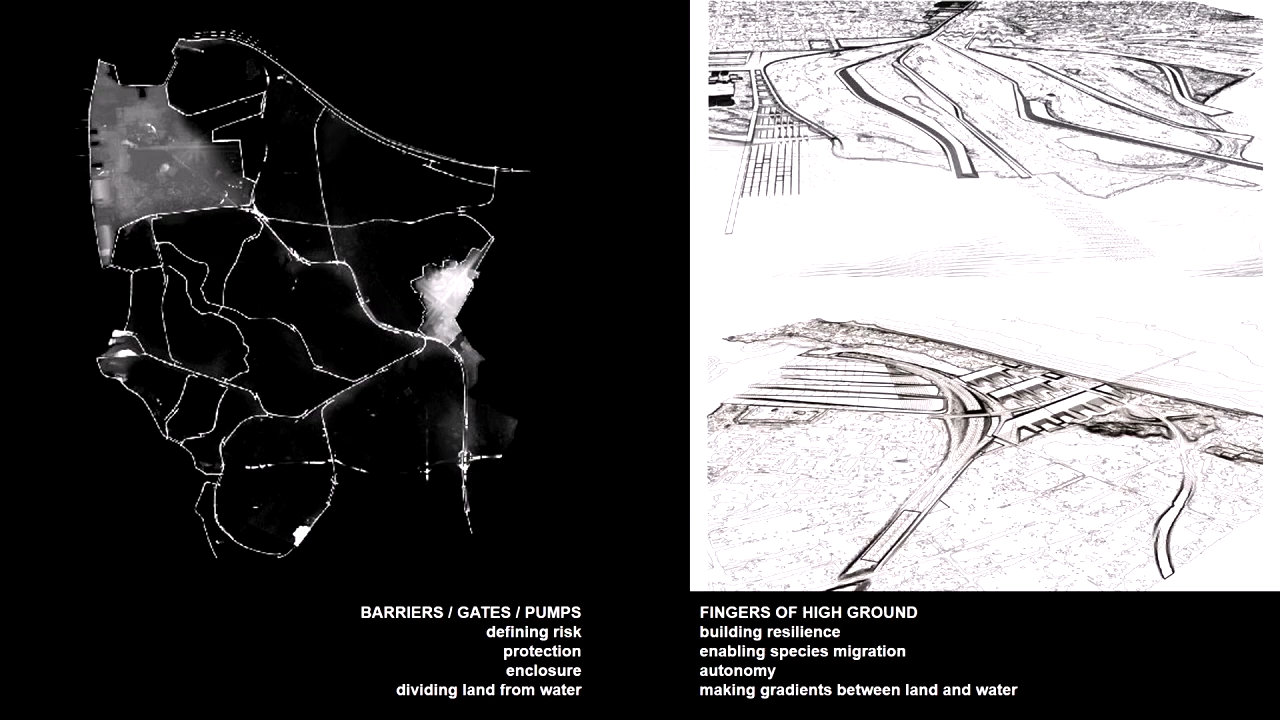 BARRIERS / GATES / PUMPS
defining risk
protection
enclosure
dividing land from water
FINGERS OF HIGH GROUND
building resilience
enabling species migration
autonomy
making gradients between land and water